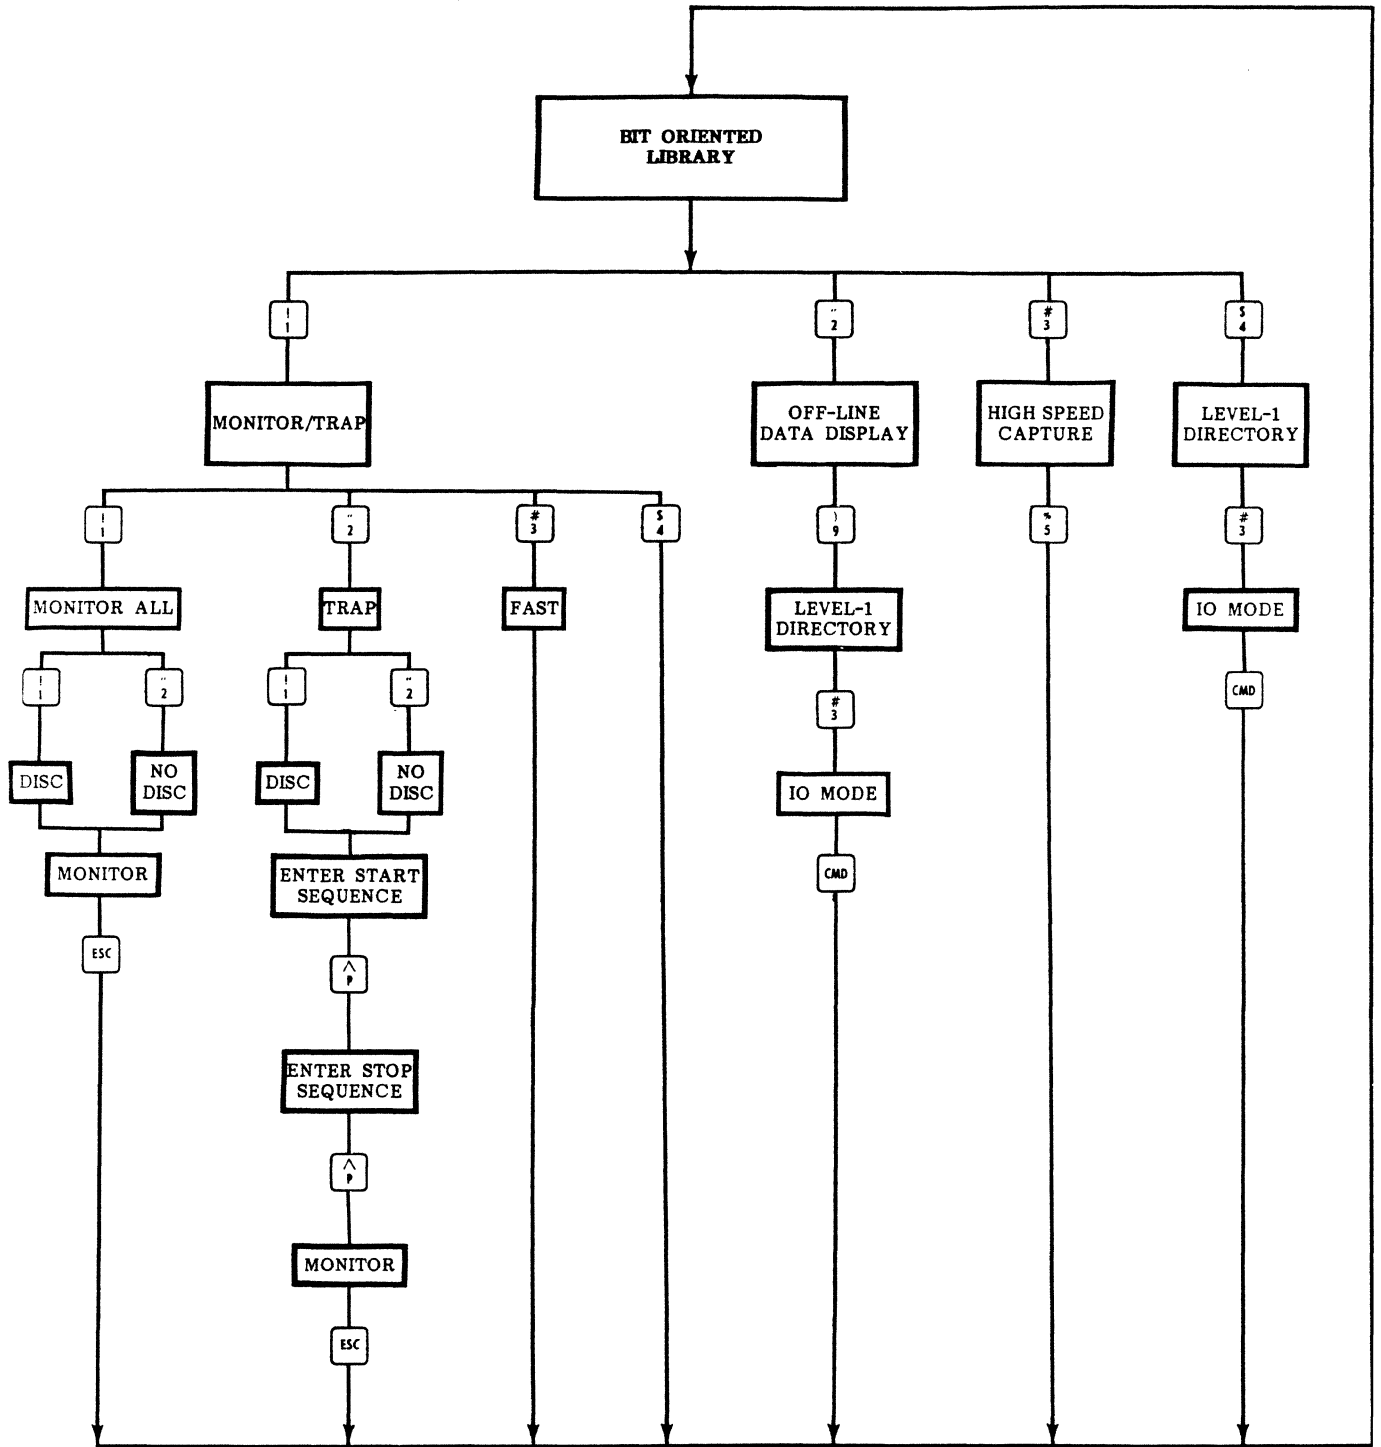 BIT ORIENTED
LIBRARY
!
1
"
2
#
3
$
4
MONITOR/TRAP
OFF-LINE
DATA DISPLAY
HIGH SPEED
CAPTURE
LEVEL-1
DIRECTORY
!
1
"
2
#
3
$
4
)
9
%
5
#
3
MONITOR ALL
TRAP
FAST
LEVEL-1
DIRECTORY
IO MODE
!
1
"
2
!
1
"
2
#
3
CMD
DISC
NO
DISC
DISC
NO
DISC
IO MODE
MONITOR
ENTER START
SEQUENCE
CMD
ESC
^
P
ENTER STOP
SEQUENCE
^
P
MONITOR
ESC